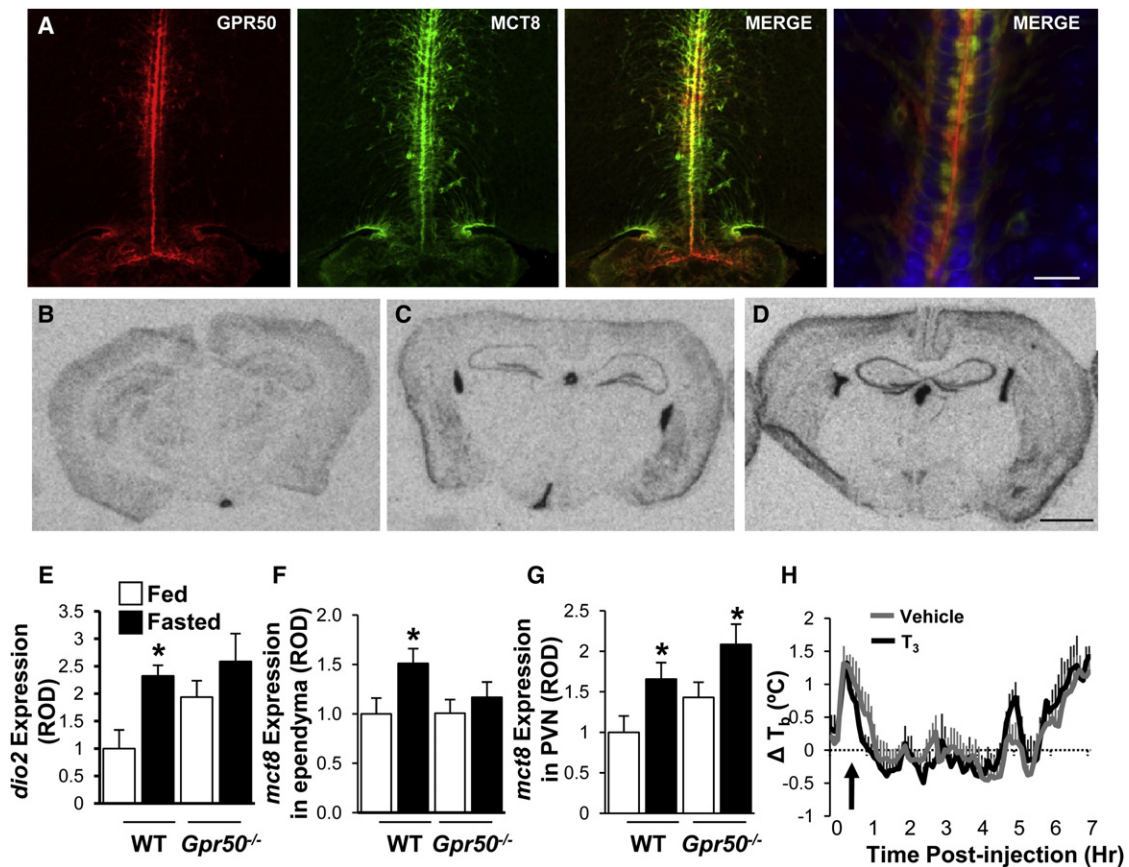 A
GPR50
MCT8
MERGE
MERGE
B
C
D
E
Fed
Fasted
dio2 Expression
(ROD)
3.5
3
2.5
2
1.5
1
0.5
0
*
WT
Gpr50-/-
F
mct8 Expression
in ependyma (ROD)
2.0
1.5
1.0
0.5
0.0
*
WT
Gpr50-/-
G
mct8 Expression
in PVN (ROD)
2.5
2
1.5
1
0.5
0
*
*
WT
Gpr50-/-
H
Vehicle
T3
Δ Tb (ºC)
2
1.5
1
0.5
0
-0.5
-1
0 1 2 3 4 5 6 7
Time Post-injection (Hr)